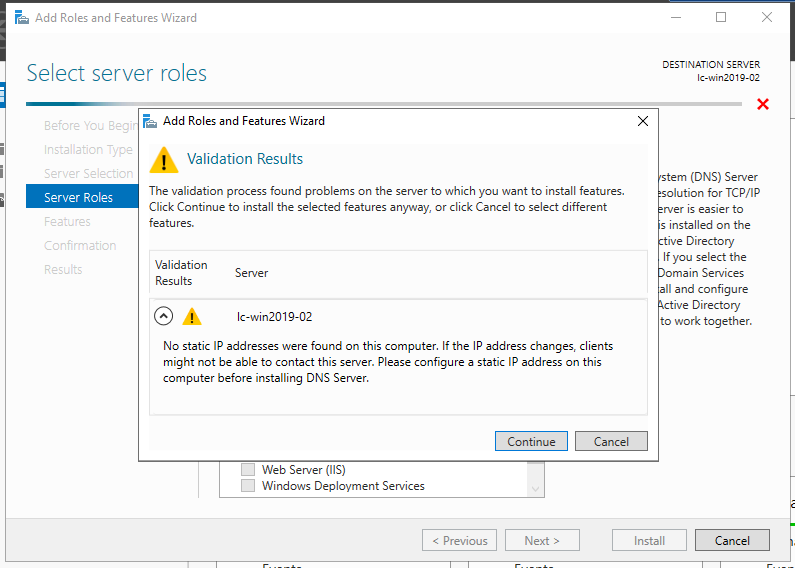 Add Roles and Features Wizard
Select server roles
DESTINATION SERVER
lc-win2019-02
Before You Begin
Installation Type
Server Selection
Server Roles
Features
Confirmation
Results
Add Roles and Features Wizard
Validation Results
The validation process found problems on the server to which you want to install features.
Click Continue to install the selected features anyway, or click Cancel to select different
features.
Validation
Results
Server
lc-win2019-02
No static IP addresses were found on this computer. If the IP address changes, clients
might not be able to contact this server. Please configure a static IP address on this
computer before installing DNS Server.
Continue
Cancel
ystem (DNS) Server
esolution for TCP/IP
erver is easier to
is installed on the
ctive Directory
. If you select the
Domain Services
tall and configure
Active Directory
to work together.
Web Server (IIS)
Windows Deployment Services
< Previous
Next >
Install
Cancel